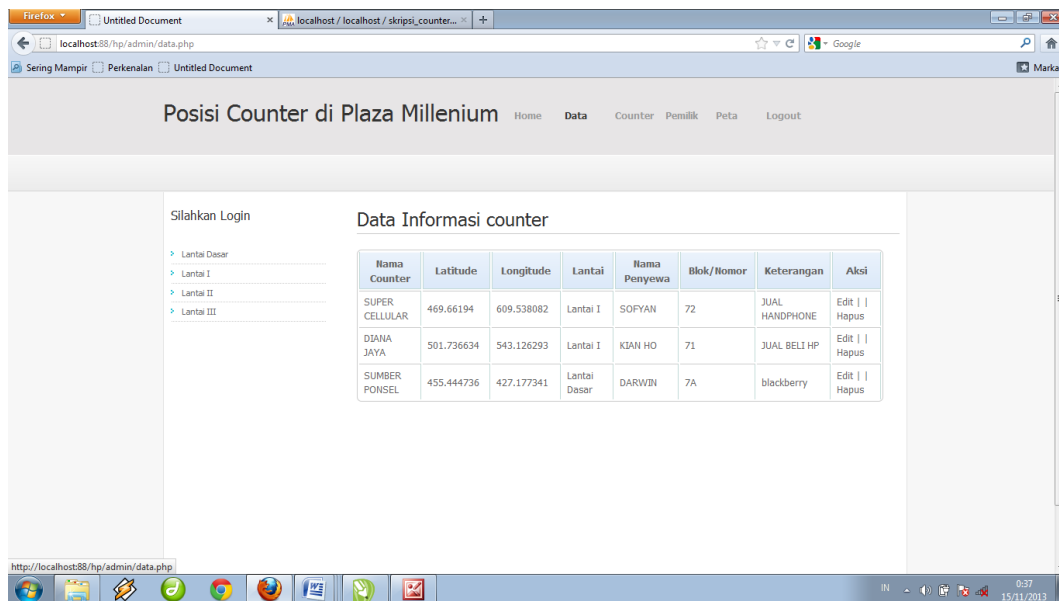 Firefox
Untitled Document
localhost / localhost / skripsi_counter...
localhost:88/hp/admin/data.php
Google
Sering Mampir Perkenalan Untitled Document
Marka
Posisi Counter di Plaza Millenium
Home Data Counter Pemilik Peta Logout
Silahkan Login
Lantai Dasar
Lantai I
Lantai II
Lantai III
Data Informasi counter
Nama Counter Latitude Longitude Lantai Nama Penyewa Blok/Nomor Keterangan Aksi
SUPER CELLULAR 469.66194 609.538082 Lantai I SOFYAN 72 JUAL HANDPHONE Edit | | Hapus
DIANA JAYA 501.736634 543.126293 Lantai I KIAN HO 71 JUAL BELI HP Edit | | Hapus
SUMBER PONSEL 455.444736 427.177341 Lantai Dasar DARWIN 7A blackberry Edit | | Hapus
http://localhost:88/hp/admin/data.php
IN
0:37
15/11/2013